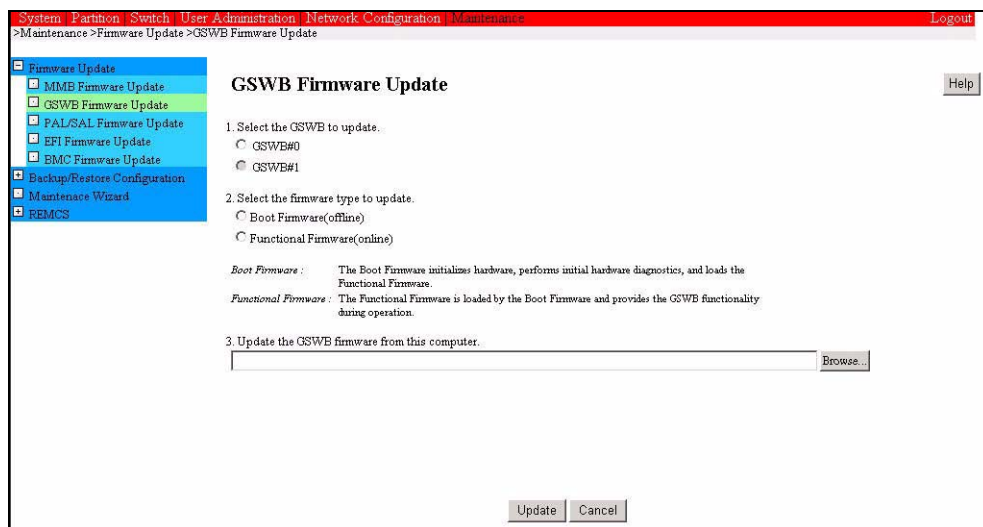 System | Partition | Switch | User Administration | Network Configuration | Maintenance Logout
>Maintenance >Firmware Update >GSWB Firmware Update
Firmware Update
MMB Firmware Update
GSWB Firmware Update
PAL/SAL Firmware Update
EFI Firmware Update
BMC Firmware Update
Backup/Restore Configuration
Maintenace Wizard
REMCS
GSWB Firmware Update
Help
1. Select the GSWB to update.
GSWB#0
GSWB#1
2. Select the firmware type to update.
Boot Firmware(offline)
Functional Firmware(online)
Boot Firmware : The Boot Firmware initializes hardware, performs initial hardware diagnostics, and loads the
Functional Firmware.
Functional Firmware : The Functional Firmware is loaded by the Boot Firmware and provides the GSWB functionality
during operation.
3. Update the GSWB firmware from this computer.
Browse...
Update Cancel